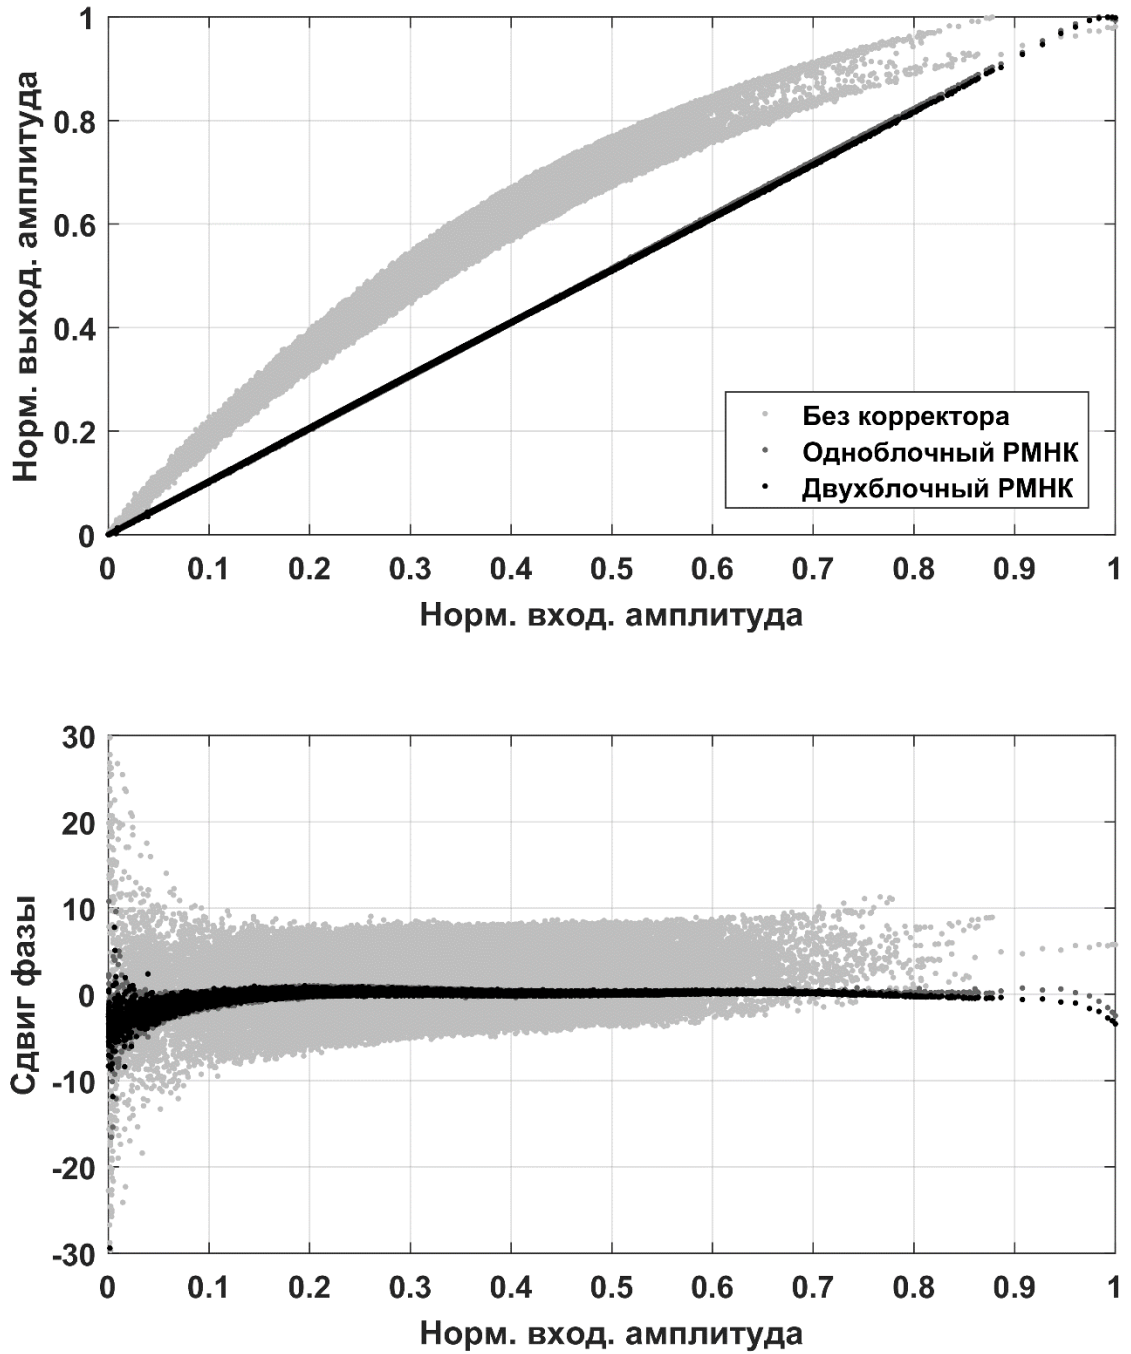 Норм. выход. амплитуда
1
0.8
0.6
0.4
0.2
0
0 0.1 0.2 0.3 0.4 0.5 0.6 0.7 0.8 0.9 1
Норм. вход. амплитуда
Без корректора
Одноблочный РМНК
Двухблочный РМНК
Сдвиг фазы
30
20
10
0
-10
-20
-30
0 0.1 0.2 0.3 0.4 0.5 0.6 0.7 0.8 0.9 1
Норм. вход. амплитуда